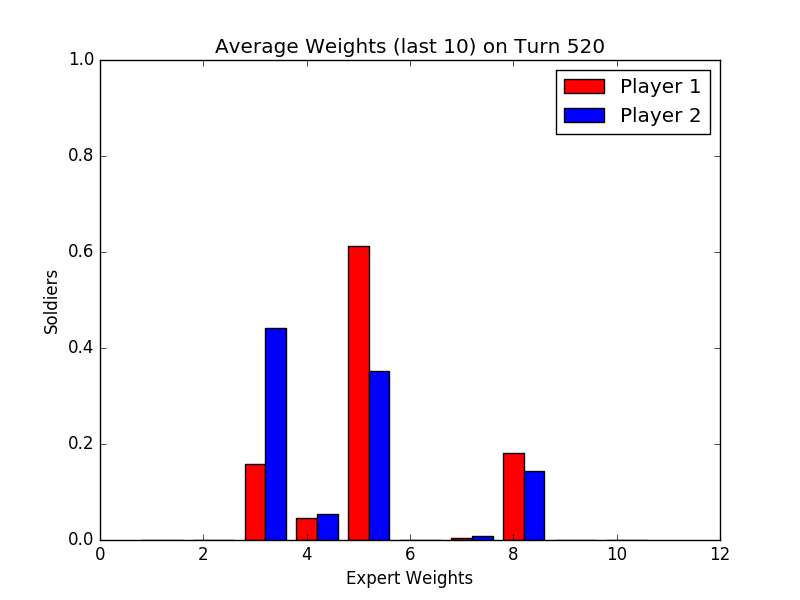 Average Weights (last 10) on Turn 520
1.0
0.8
0.6
0.4
0.2
0.0
Soldiers
Player 1
Player 2
0 2 4 6 8 10 12
Expert Weights